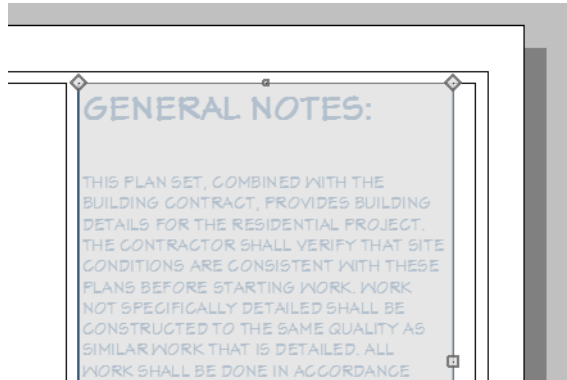 GENERAL NOTES:
THIS PLAN SET, COMBINED WITH THE
BUILDING CONTRACT, PROVIDES BUILDING
DETAILS FOR THE RESIDENTIAL PROJECT.
THE CONTRACTOR SHALL VERIFY THAT SITE
CONDITIONS ARE CONSISTENT WITH THESE
PLANS BEFORE STARTING WORK. WORK
NOT SPECIFICALLY DETAILED SHALL BE
CONSTRUCTED TO THE SAME QUALITY AS
SIMILAR WORK THAT IS DETAILED. ALL
WORK SHALL BE DONE IN ACCORDANCE